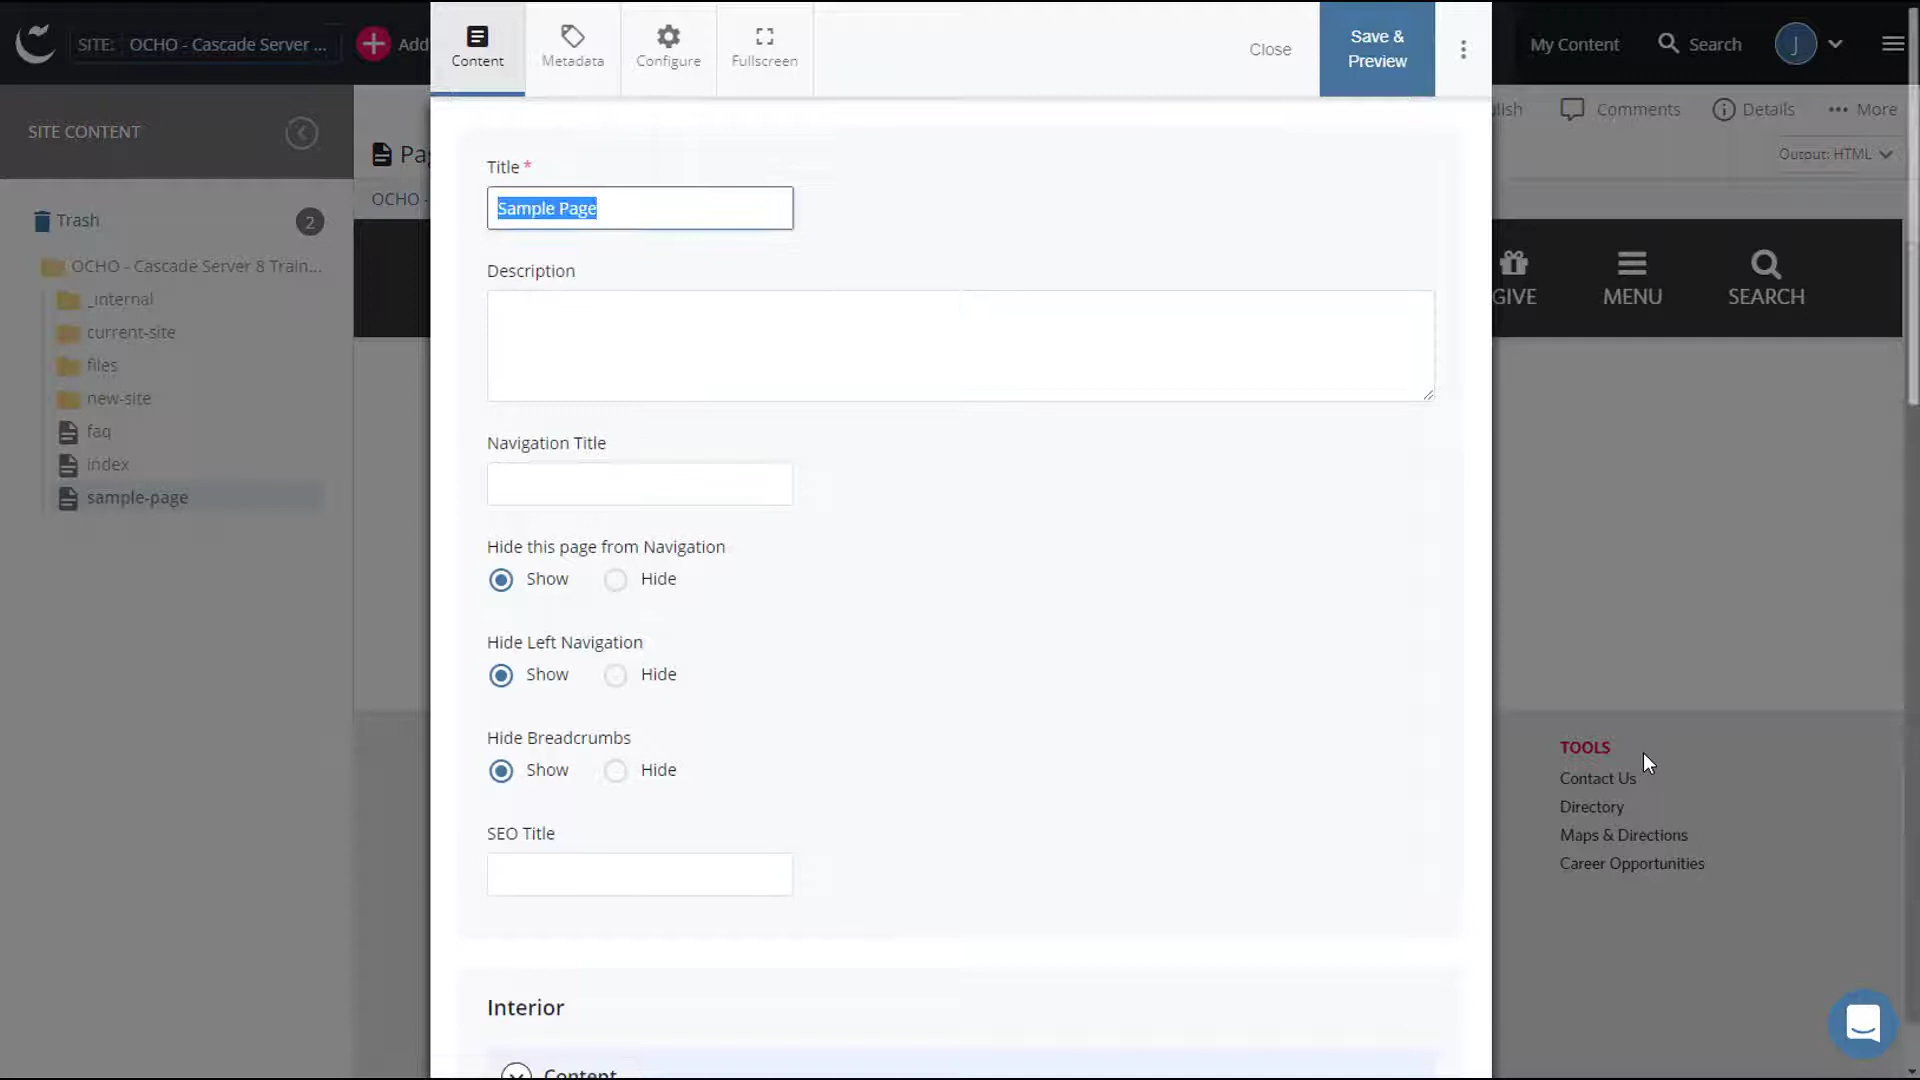 SITE: OCHO - Cascade Server ...
Add
Content
Metadata
Configure
Fullscreen
Close
Save &
Preview
My Content
Search
J
SITE CONTENT
Comments
Details
More
Output: HTML
OCHO -
Trash
2
OCHO - Cascade Server 8 Train...
_internal
current-site
files
new-site
faq
index
sample-page
Title *
Sample Page
Description
Navigation Title
Hide this page from Navigation
Show Hide
Hide Left Navigation
Show Hide
Hide Breadcrumbs
Show Hide
SEO Title
Interior
Content
GIVE
MENU
SEARCH
TOOLS
Contact Us
Directory
Maps & Directions
Career Opportunities